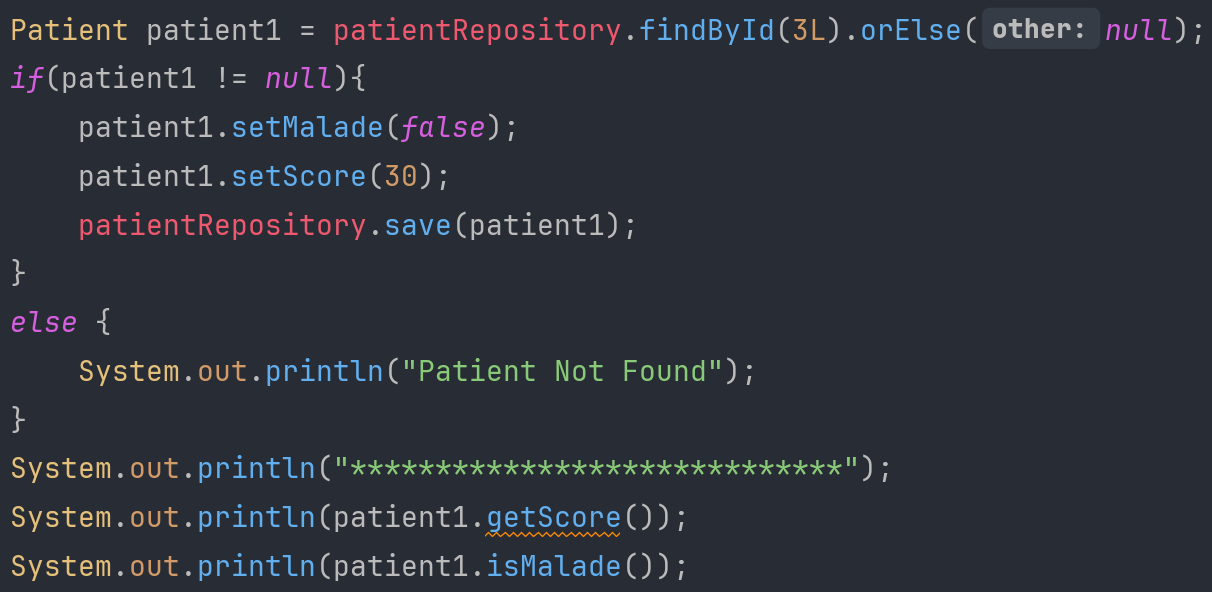 Patient patient1 = patientRepository.findById(3L).orElse( other: null);
if(patient1 != null){
    patient1.setMalade(false);
    patient1.setScore(30);
    patientRepository.save(patient1);
}
else {
    System.out.println("Patient Not Found");
}
System.out.println("*****************************");
System.out.println(patient1.getScore());
System.out.println(patient1.isMalade());